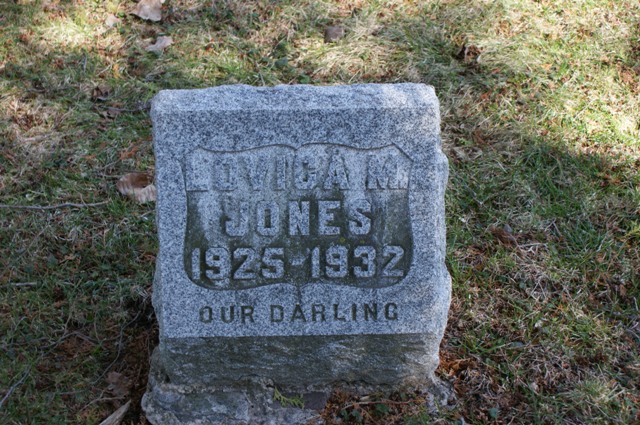 LOVICA M.
JONES
1925-1932
OUR DARLING